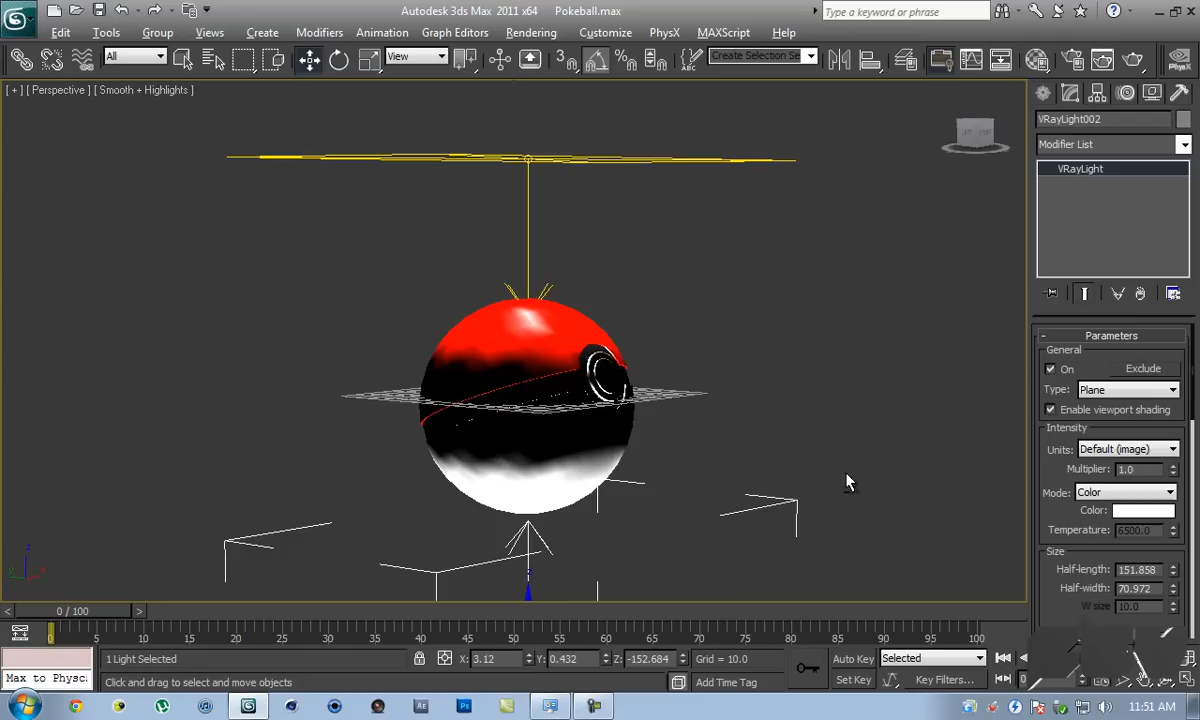 Autodesk 3ds Max 2011 x64    Pokeball.max
Type a keyword or phrase
Edit Tools Group Views Create Modifiers Animation Graph Editors Rendering Customize PhysX MAXScript Help
All View Create Selection Se PhysX
[ + ] [ Perspective ] [ Smooth + Highlights ]
VRayLight002
Modifier List
VRayLight
Parameters
General
On Exclude
Type: Plane
Enable viewport shading
Intensity
Units: Default (image)
Multiplier: 1.0
Mode: Color
Color:
Temperature: 6500.0
Size
Half-length: 151.858
Half-width: 70.972
W size 10.0
0 / 100
0 5 10 15 20 25 30 35 40 45 50 55 60 65 70 75 80 85 90 95 100
1 Light Selected X: 3.12 Y: 0.432 Z: -152.684 Grid = 10.0 Auto Key Selected
Max to Physc Click and drag to select and move objects Add Time Tag Set Key Key Filters... 0
11:51 AM